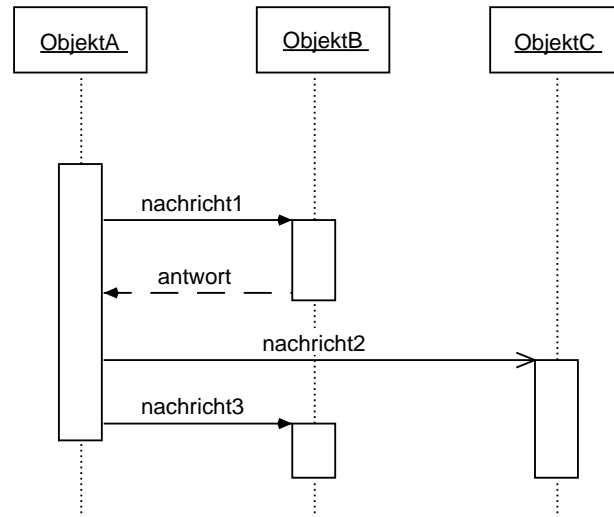 ObjektA
ObjektB
ObjektC
nachricht1
antwort
nachricht2
nachricht3